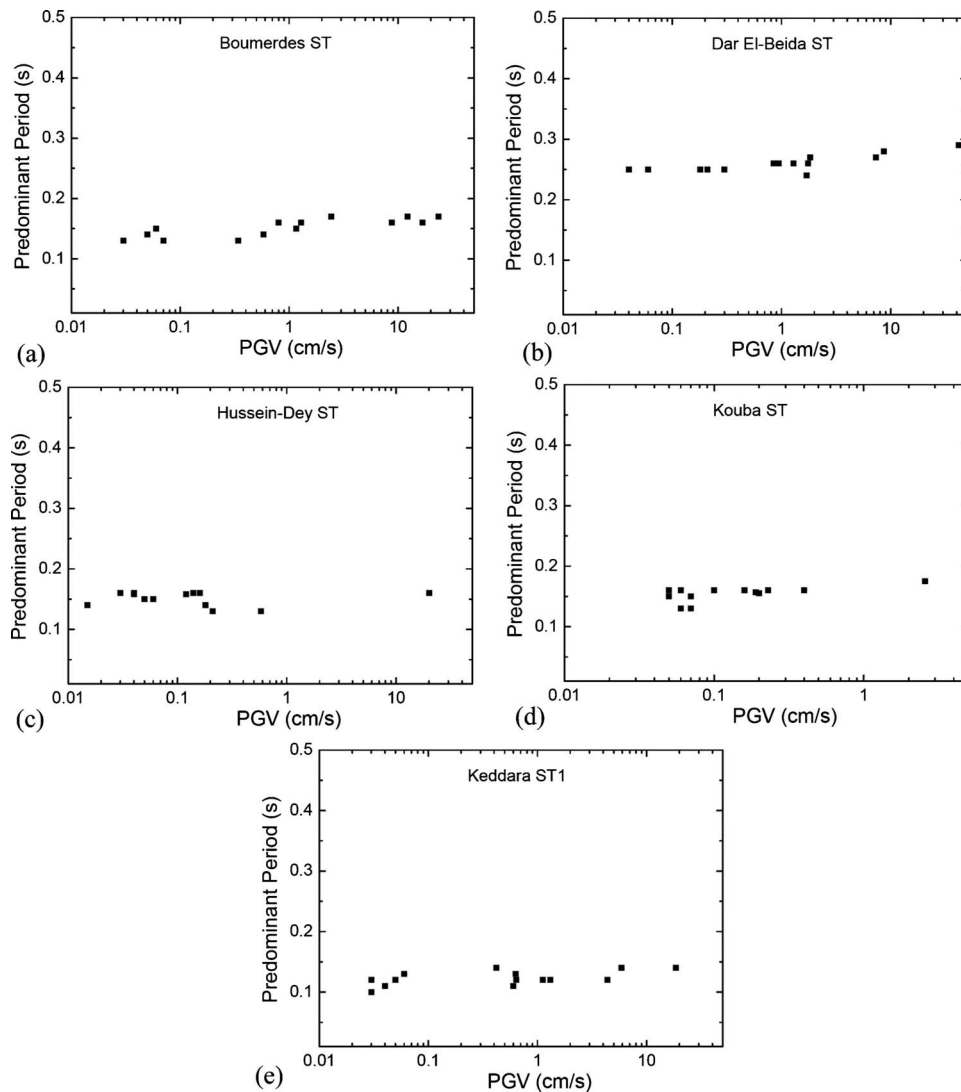 Boumerdes ST
0.5
0.4
0.3
0.2
0.1
Predominant Period (s)
0.01 0.1 1 10
PGV (cm/s)
(a)
Dar El-Beida ST
0.5
0.4
0.3
0.2
0.1
Predominant Period (s)
0.01 0.1 1 10
PGV (cm/s)
(b)
Hussein-Dey ST
0.5
0.4
0.3
0.2
0.1
Predominant Period (s)
0.01 0.1 1 10
PGV (cm/s)
(c)
Kouba ST
0.5
0.4
0.3
0.2
0.1
Predominant Period (s)
0.01 0.1 1
PGV (cm/s)
(d)
Keddara ST1
0.5
0.4
0.3
0.2
0.1
Predominant Period (s)
0.01 0.1 1 10
PGV (cm/s)
(e)